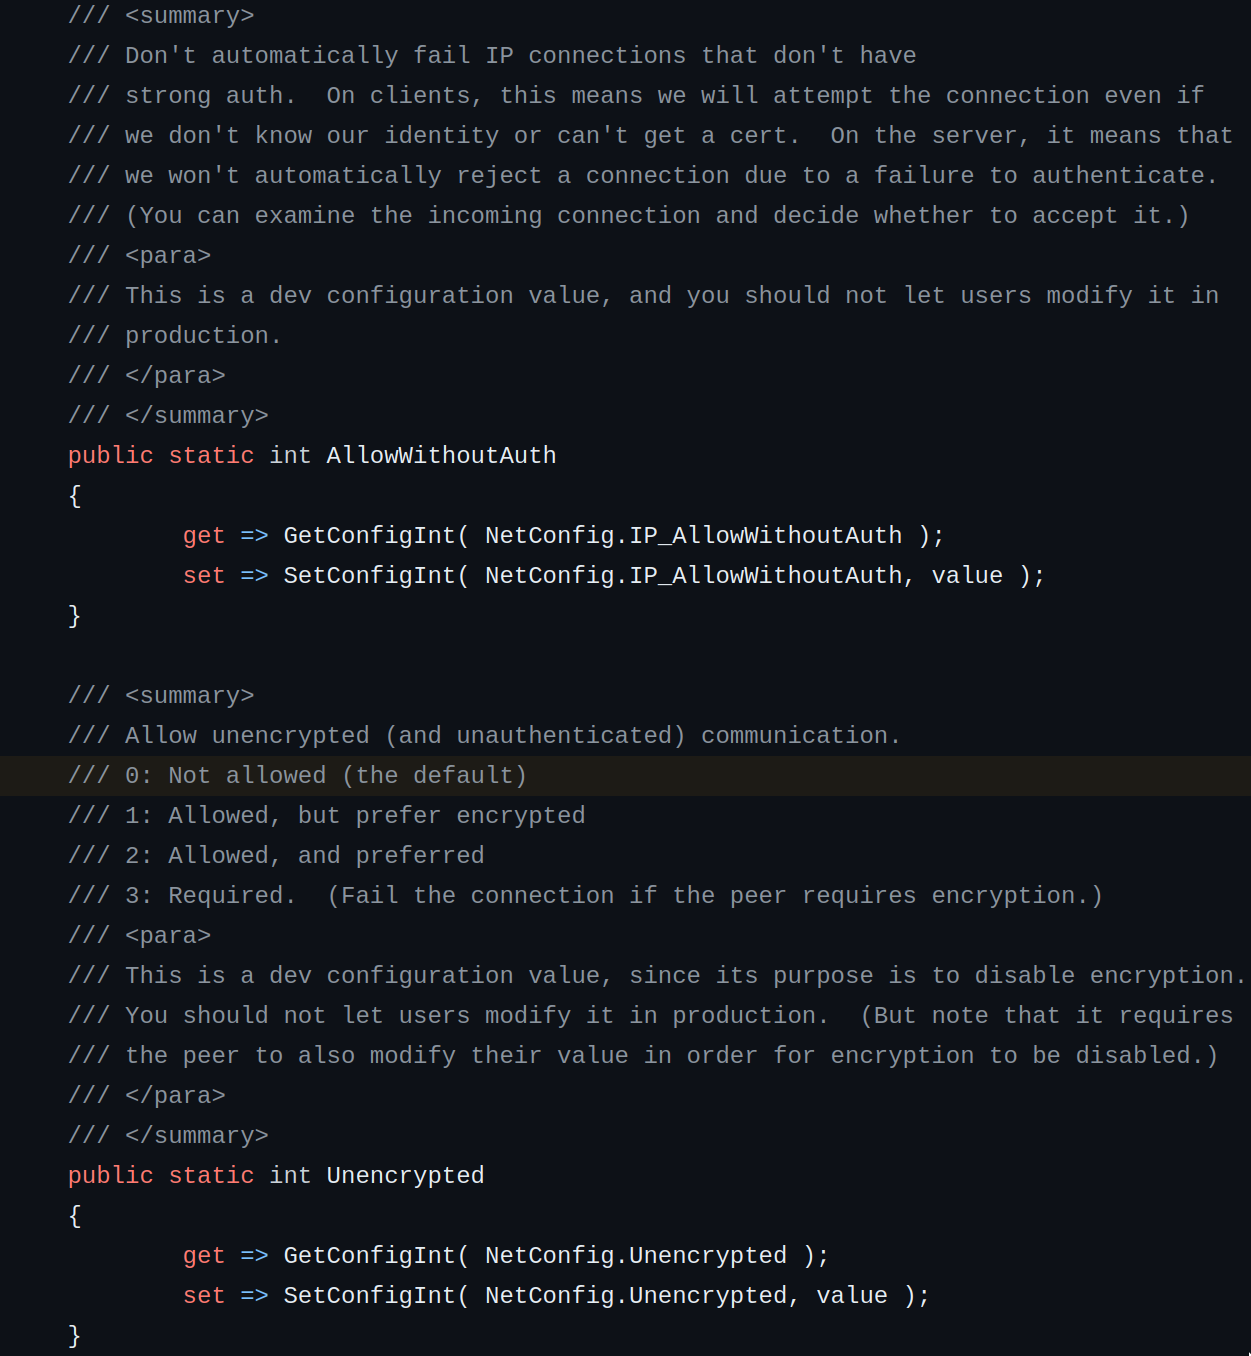 /// <summary>
/// Don't automatically fail IP connections that don't have
/// strong auth.  On clients, this means we will attempt the connection even if
/// we don't know our identity or can't get a cert.  On the server, it means that
/// we won't automatically reject a connection due to a failure to authenticate.
/// (You can examine the incoming connection and decide whether to accept it.)
/// <para>
/// This is a dev configuration value, and you should not let users modify it in
/// production.
/// </para>
/// </summary>
public static int AllowWithoutAuth
{
        get => GetConfigInt( NetConfig.IP_AllowWithoutAuth );
        set => SetConfigInt( NetConfig.IP_AllowWithoutAuth, value );
}

/// <summary>
/// Allow unencrypted (and unauthenticated) communication.
/// 0: Not allowed (the default)
/// 1: Allowed, but prefer encrypted
/// 2: Allowed, and preferred
/// 3: Required.  (Fail the connection if the peer requires encryption.)
/// <para>
/// This is a dev configuration value, since its purpose is to disable encryption.
/// You should not let users modify it in production.  (But note that it requires
/// the peer to also modify their value in order for encryption to be disabled.)
/// </para>
/// </summary>
public static int Unencrypted
{
        get => GetConfigInt( NetConfig.Unencrypted );
        set => SetConfigInt( NetConfig.Unencrypted, value );
}